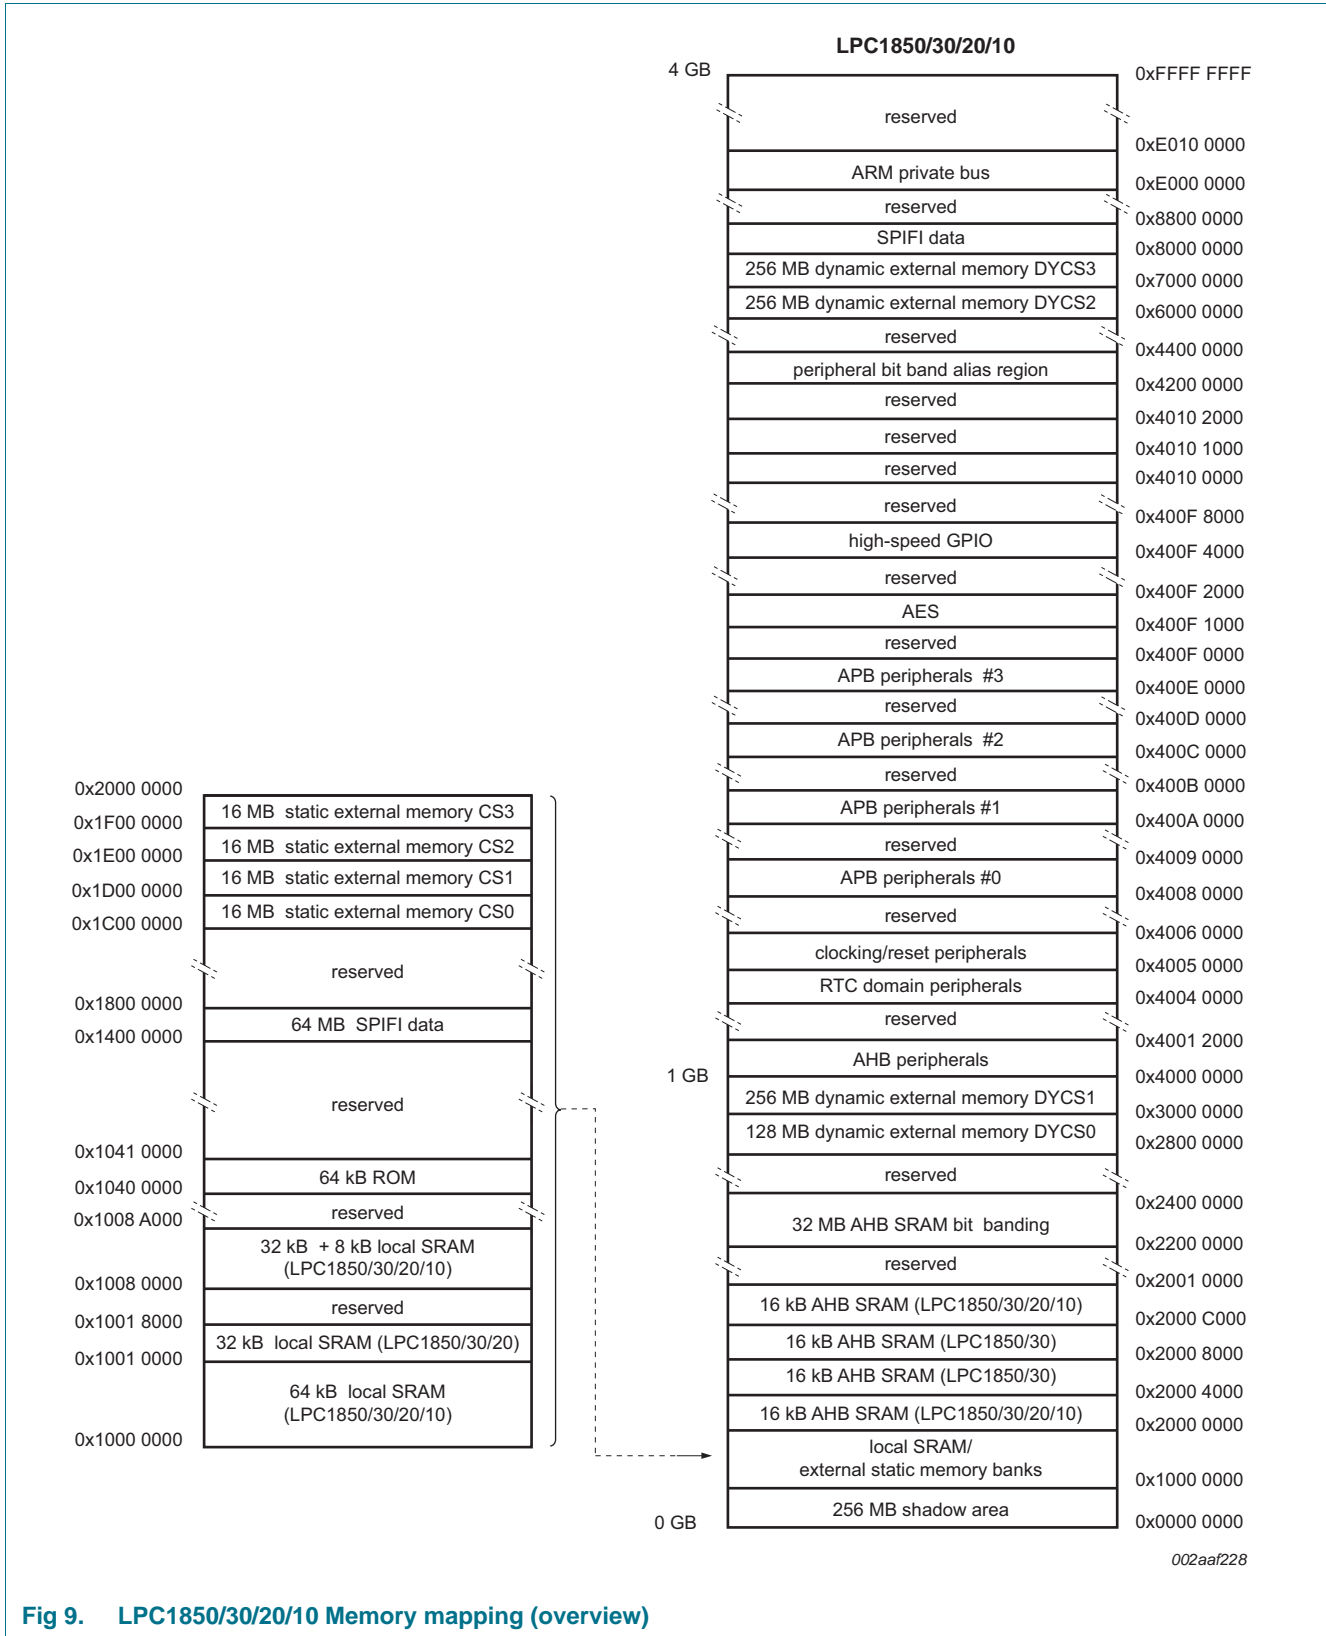 LPC1850/30/20/10
4 GB
0xFFFF FFFF
reserved
0xE010 0000
ARM private bus
0xE000 0000
reserved
0x8800 0000
SPIFI data
0x8000 0000
256 MB dynamic external memory DYCS3
0x7000 0000
256 MB dynamic external memory DYCS2
0x6000 0000
reserved
0x4400 0000
peripheral bit band alias region
0x4200 0000
reserved
0x4010 2000
reserved
0x4010 1000
reserved
0x4010 0000
reserved
0x400F 8000
high-speed GPIO
0x400F 4000
reserved
0x400F 2000
AES
0x400F 1000
reserved
0x400F 0000
APB peripherals #3
0x400E 0000
reserved
0x400D 0000
APB peripherals #2
0x400C 0000
reserved
0x400B 0000
APB peripherals #1
0x400A 0000
reserved
0x4009 0000
APB peripherals #0
0x4008 0000
reserved
0x4006 0000
clocking/reset peripherals
0x4005 0000
RTC domain peripherals
0x4004 0000
reserved
0x4001 2000
AHB peripherals
1 GB
0x4000 0000
256 MB dynamic external memory DYCS1
0x3000 0000
128 MB dynamic external memory DYCS0
0x2800 0000
reserved
0x2400 0000
32 MB AHB SRAM bit banding
0x2200 0000
reserved
0x2001 0000
16 kB AHB SRAM (LPC1850/30/20/10)
0x2000 C000
16 kB AHB SRAM (LPC1850/30)
0x2000 8000
16 kB AHB SRAM (LPC1850/30)
0x2000 4000
16 kB AHB SRAM (LPC1850/30/20/10)
0x2000 0000
local SRAM/
external static memory banks
0x1000 0000
256 MB shadow area
0 GB
0x0000 0000
0x2000 0000
16 MB static external memory CS3
0x1F00 0000
16 MB static external memory CS2
0x1E00 0000
16 MB static external memory CS1
0x1D00 0000
16 MB static external memory CS0
0x1C00 0000
reserved
0x1800 0000
64 MB SPIFI data
0x1400 0000
reserved
0x1041 0000
64 kB ROM
0x1040 0000
reserved
0x1008 A000
32 kB + 8 kB local SRAM
(LPC1850/30/20/10)
0x1008 0000
reserved
0x1001 8000
32 kB local SRAM (LPC1850/30/20)
0x1001 0000
64 kB local SRAM
(LPC1850/30/20/10)
0x1000 0000
002aaf228
Fig 9. LPC1850/30/20/10 Memory mapping (overview)